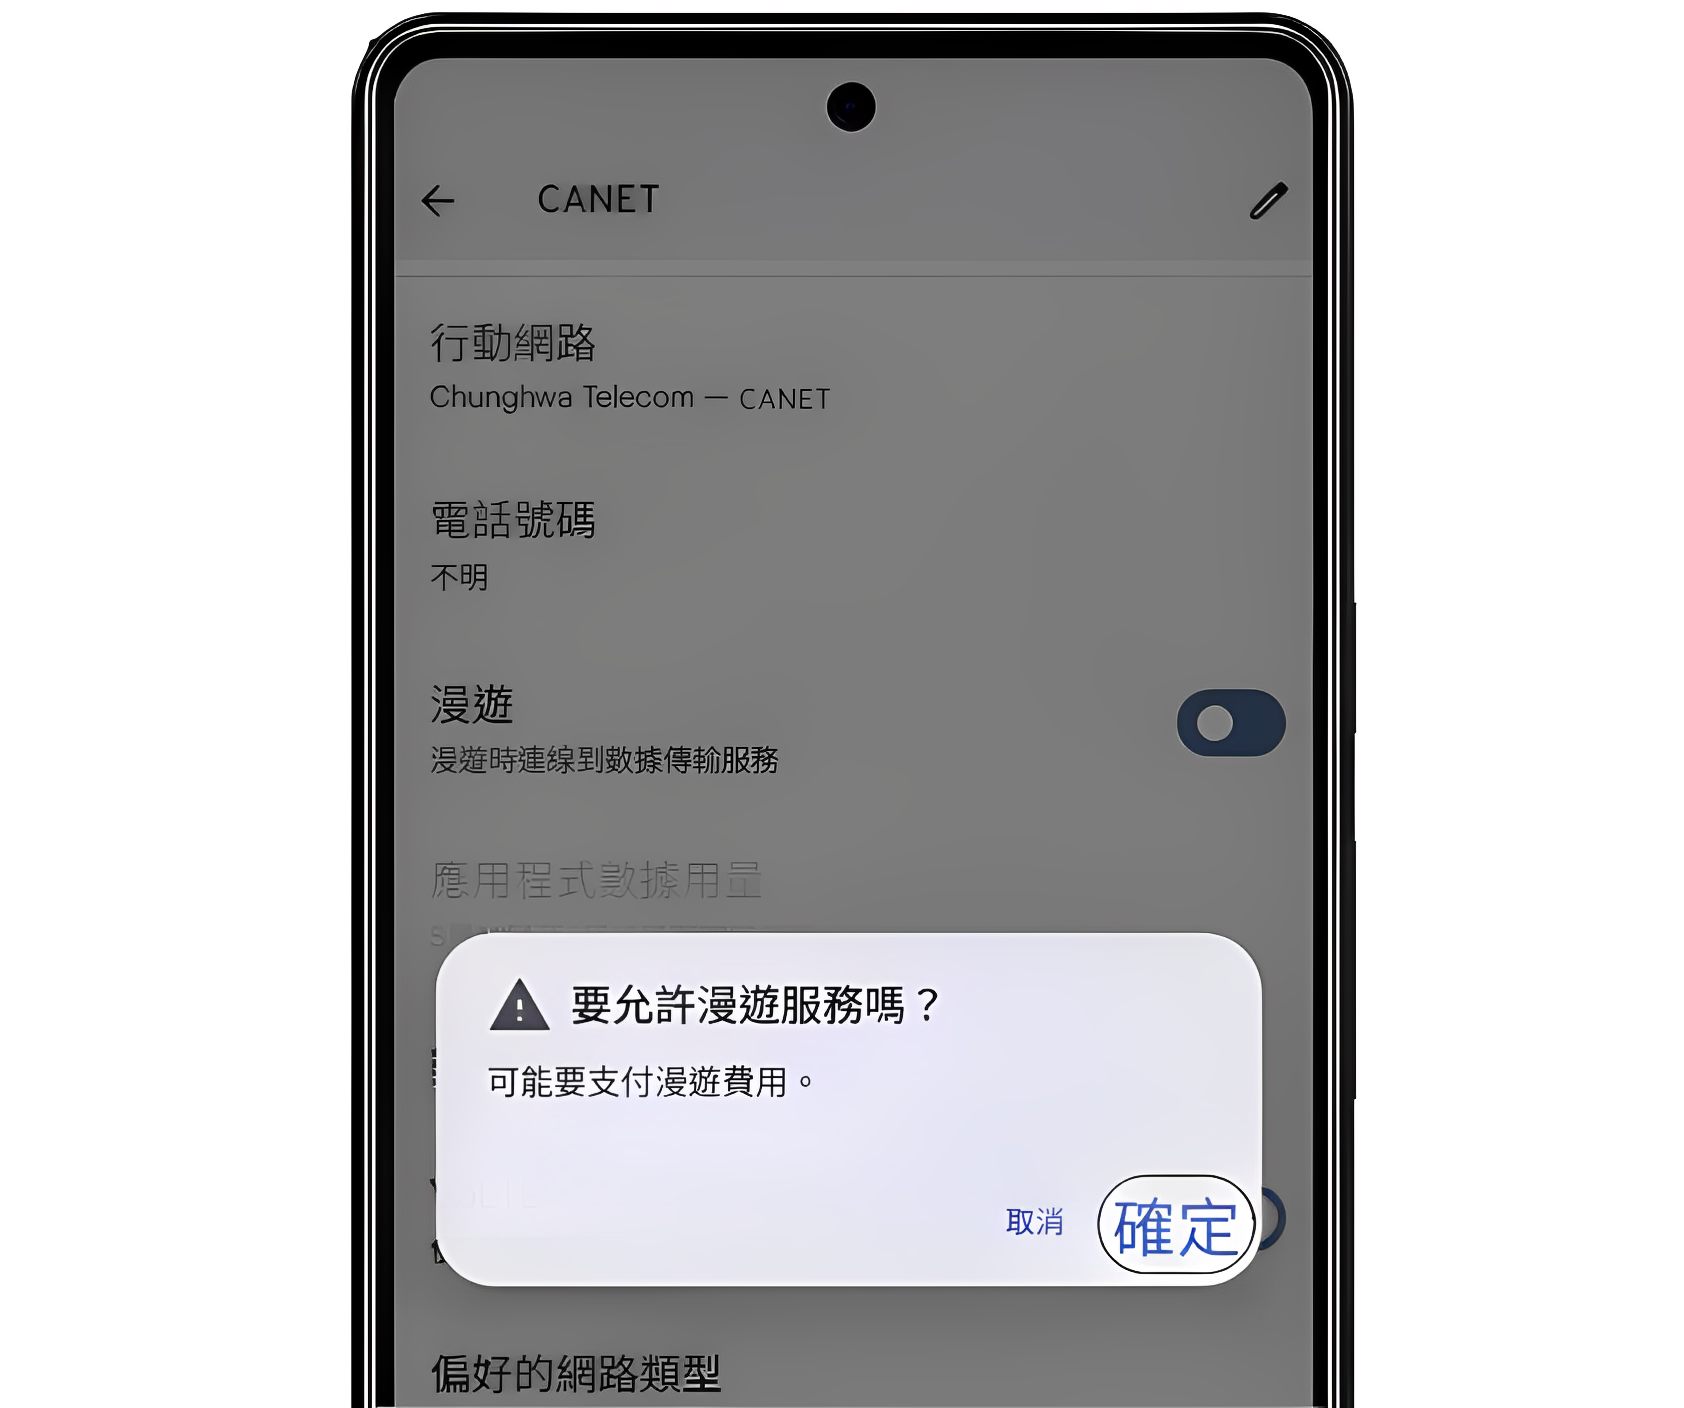 CANET
行動網路
Chunghwa Telecom — CANET
電話號碼
不明
漫遊
漫遊時連線到數據傳輸服務
應用程式數據用量
要允許漫遊服務嗎？
可能要支付漫遊費用。
取消 確定
偏好的網路類型